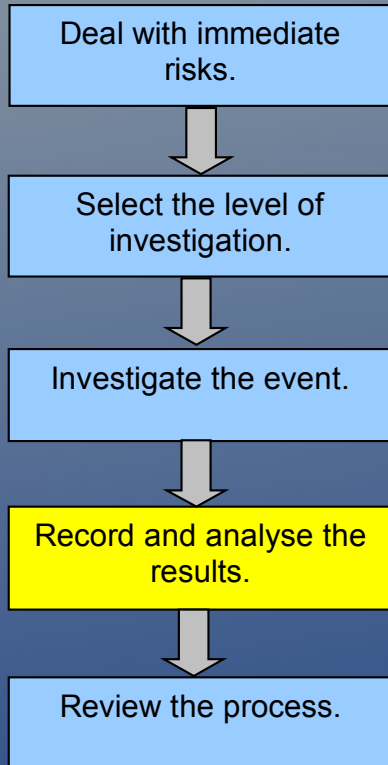 Deal with immediate
risks.
Select the level of
investigation.
Investigate the event.
Record and analyse the
results.
Review the process.